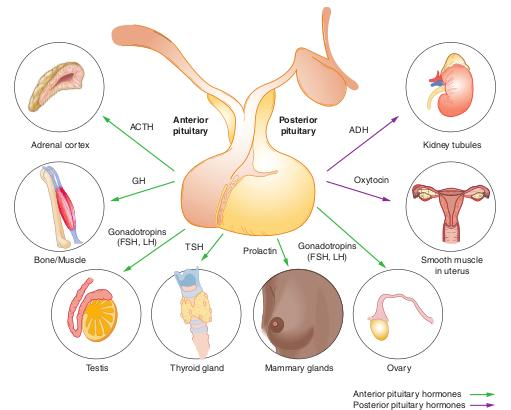 Anterior
pituitary
Posterior
pituitary
ACTH
ADH
Adrenal cortex
Kidney tubules
GH
Oxytocin
Bone/Muscle
Smooth muscle
in uterus
Gonadotropins
(FSH, LH)
TSH
Prolactin
Gonadotropins
(FSH, LH)
Testis
Thyroid gland
Mammary glands
Ovary
Anterior pituitary hormones
Posterior pituitary hormones